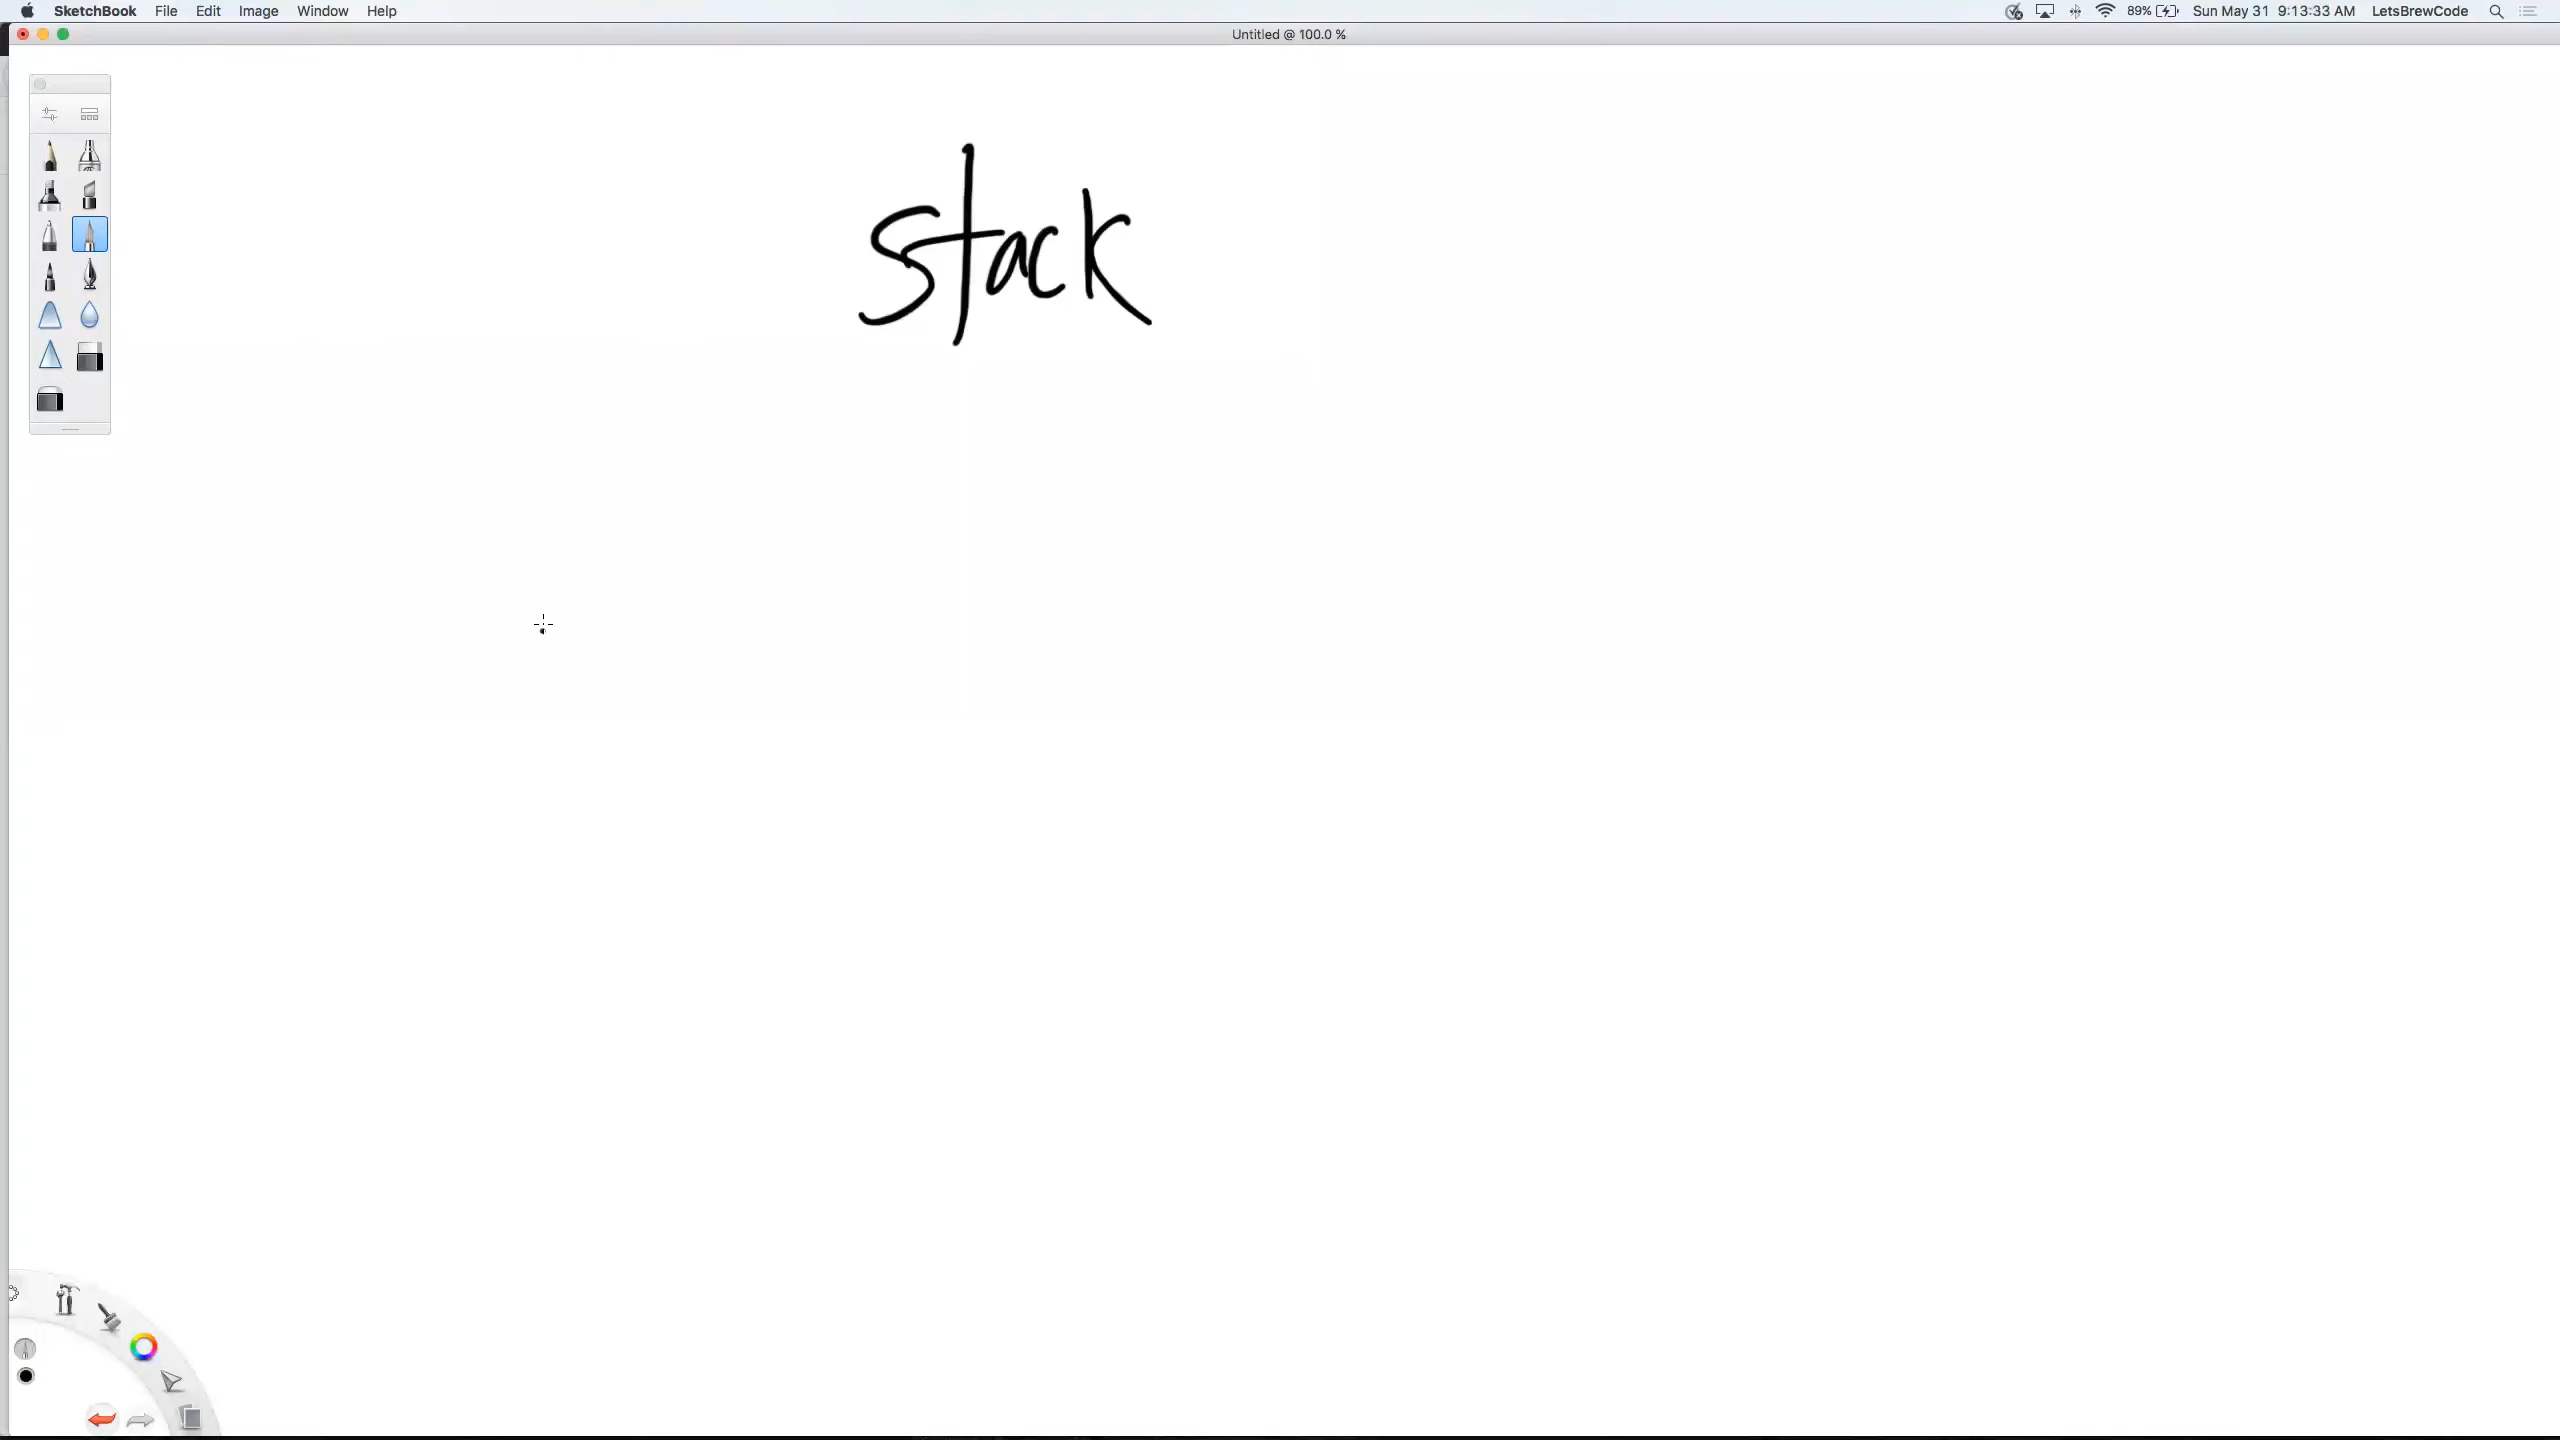 SketchBook File Edit Image Window Help 89% Sun May 31 9:13:33 AM LetsBrewCode
Untitled @ 100.0 %
stack